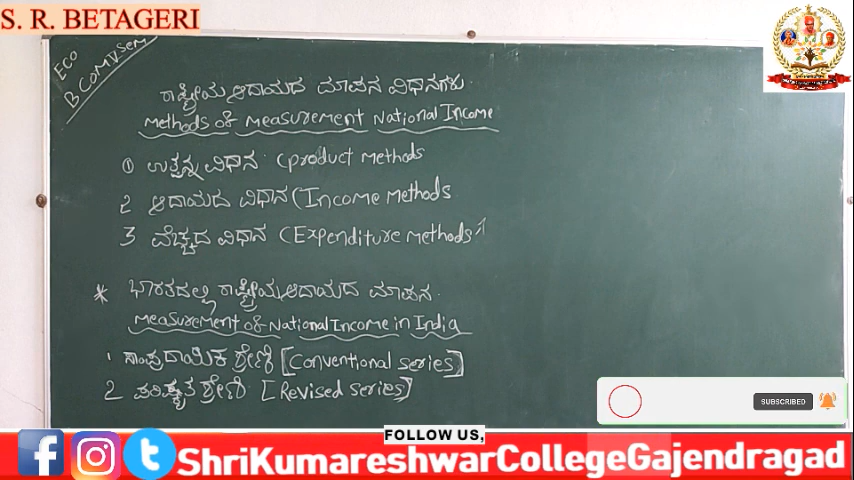 S. R. BETAGERI
ECO
B COM V SEM
ರಾಷ್ಟ್ರೀಯ ಆದಾಯದ ಮಾಪನ ವಿಧಾನಗಳು
Methods of measurement National Income
① ಉತ್ಪನ್ನ ವಿಧಾನ (product Methods
2 ಆದಾಯದ ವಿಧಾನ (Income Methods
3 ವೆಚ್ಚದ ವಿಧಾನ (Expenditure methods)
* ಭಾರತದಲ್ಲಿ ರಾಷ್ಟ್ರೀಯ ಆದಾಯದ ಮಾಪನ
measurement of National Income in India
1 ಸಾಂಪ್ರದಾಯಿಕ ಶ್ರೇಣಿ [Conventional series]
2 ಪರಿಷ್ಕೃತ ಶ್ರೇಣಿ [Revised series]
SUBSCRIBED
FOLLOW US,
ShriKumareshwarCollegeGajendragad